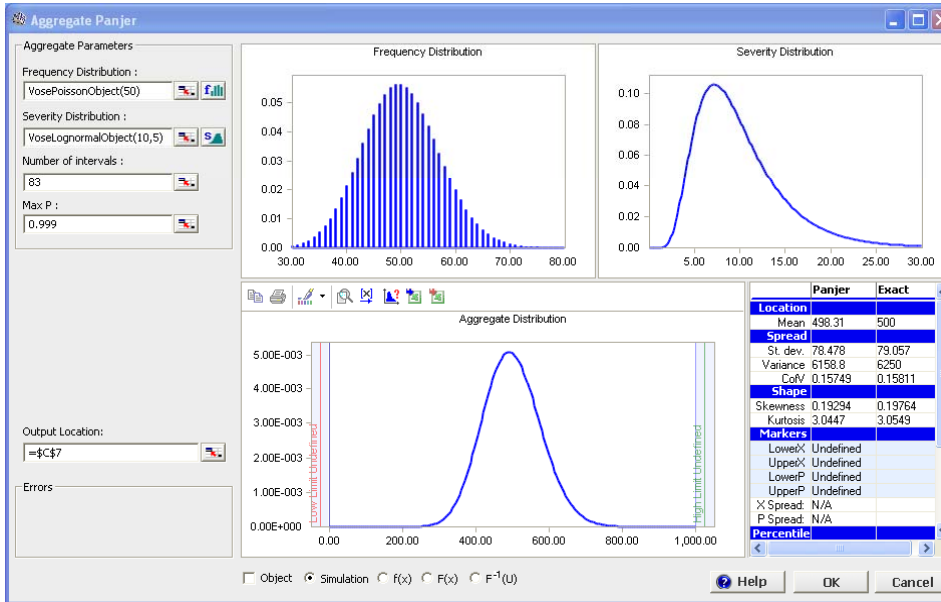 Aggregate Panjer
Aggregate Parameters
Frequency Distribution :
VosePoissonObject(50)
Severity Distribution :
VoseLognormalObject(10,5)
Number of intervals :
83
Max P :
0.999
Output Location:
=$C$7
Errors
Frequency Distribution
0.05
0.04
0.03
0.02
0.01
0.00
30.00 40.00 50.00 60.00 70.00 80.00
Severity Distribution
0.10
0.08
0.06
0.04
0.02
0.00
5.00 10.00 15.00 20.00 25.00 30.00
Aggregate Distribution
5.00E-003
4.00E-003
3.00E-003
2.00E-003
1.00E-003
0.00E+000
Low Limit Undefined
High Limit Undefined
0.00 200.00 400.00 600.00 800.00 1,000.00
Panjer Exact
Location
Mean 498.31 500
Spread
St. dev. 78.478 79.057
Variance 6158.8 6250
CofV 0.15749 0.15811
Shape
Skewness 0.19294 0.19764
Kurtosis 3.0447 3.0549
Markers
LowerX Undefined
UpperX Undefined
LowerP Undefined
UpperP Undefined
X Spread: N/A
P Spread: N/A
Percentile
Object Simulation f(x) F(x) F⁻¹(U)
Help OK Cancel